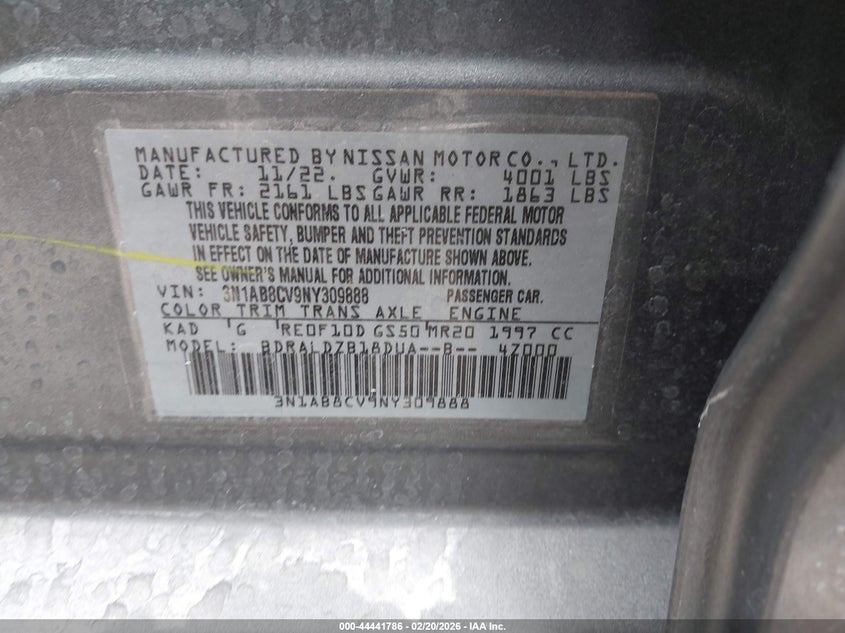 MANUFACTURED BY NISSAN MOTOR CO., LTD.
DATE: 11/22. GVWR: 4001 LBS
GAWR FR: 2161 LBS GAWR RR: 1863 LBS
THIS VEHICLE CONFORMS TO ALL APPLICABLE FEDERAL MOTOR
VEHICLE SAFETY, BUMPER AND THEFT PREVENTION STANDARDS
IN EFFECT ON THE DATE OF MANUFACTURE SHOWN ABOVE.
SEE OWNER'S MANUAL FOR ADDITIONAL INFORMATION.
VIN: 3N1AB8CV9NY309888 PASSENGER CAR.
COLOR TRIM TRANS AXLE ENGINE
KAD G RE0F10D GS50 MR20 1997 CC
MODEL: BDRALDZB18DUA--B-- 4Z000
3N1AB8CV9NY309888
000-44441786 — 02/20/2026 — IAA Inc.